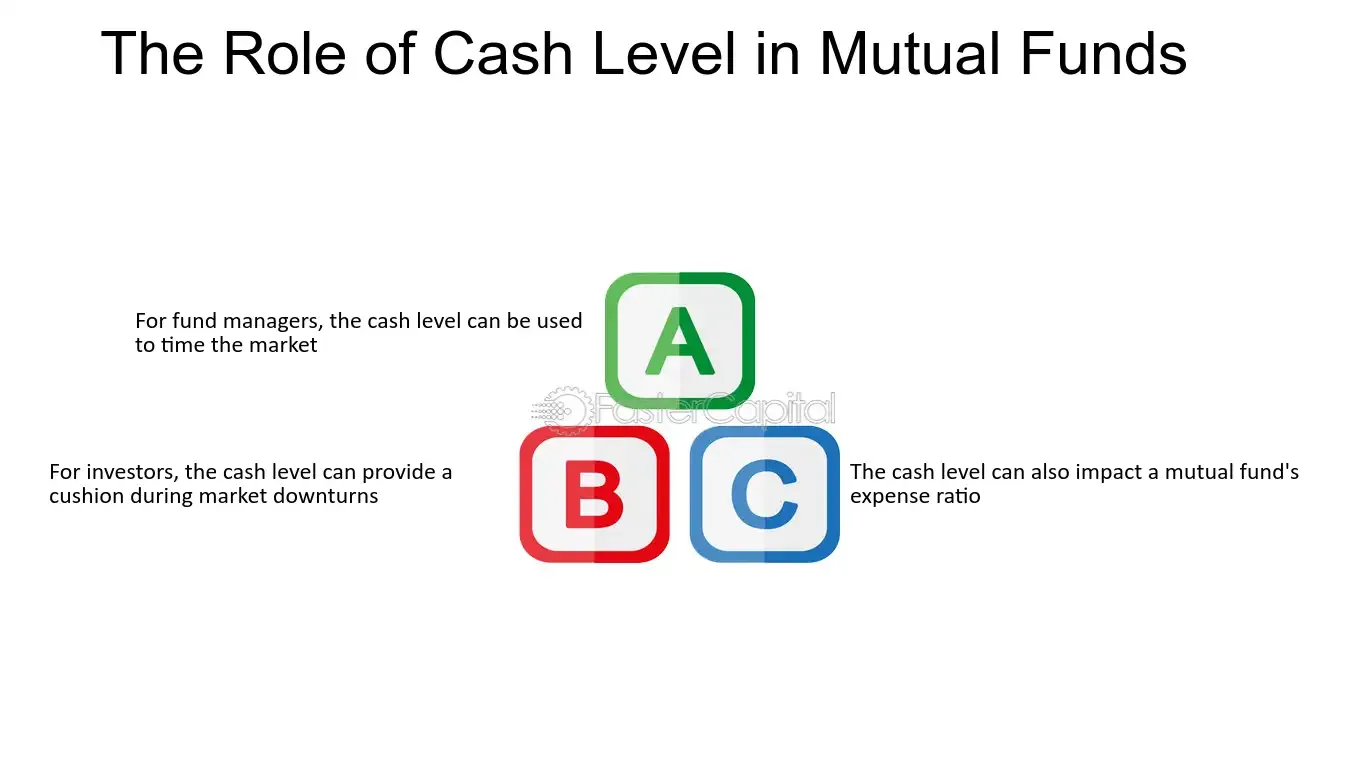 The Role of Cash Level in Mutual Funds
For fund managers, the cash level can be used
to time the market
A
FasterCapital
For investors, the cash level can provide a
cushion during market downturns
B
C
The cash level can also impact a mutual fund's
expense ratio